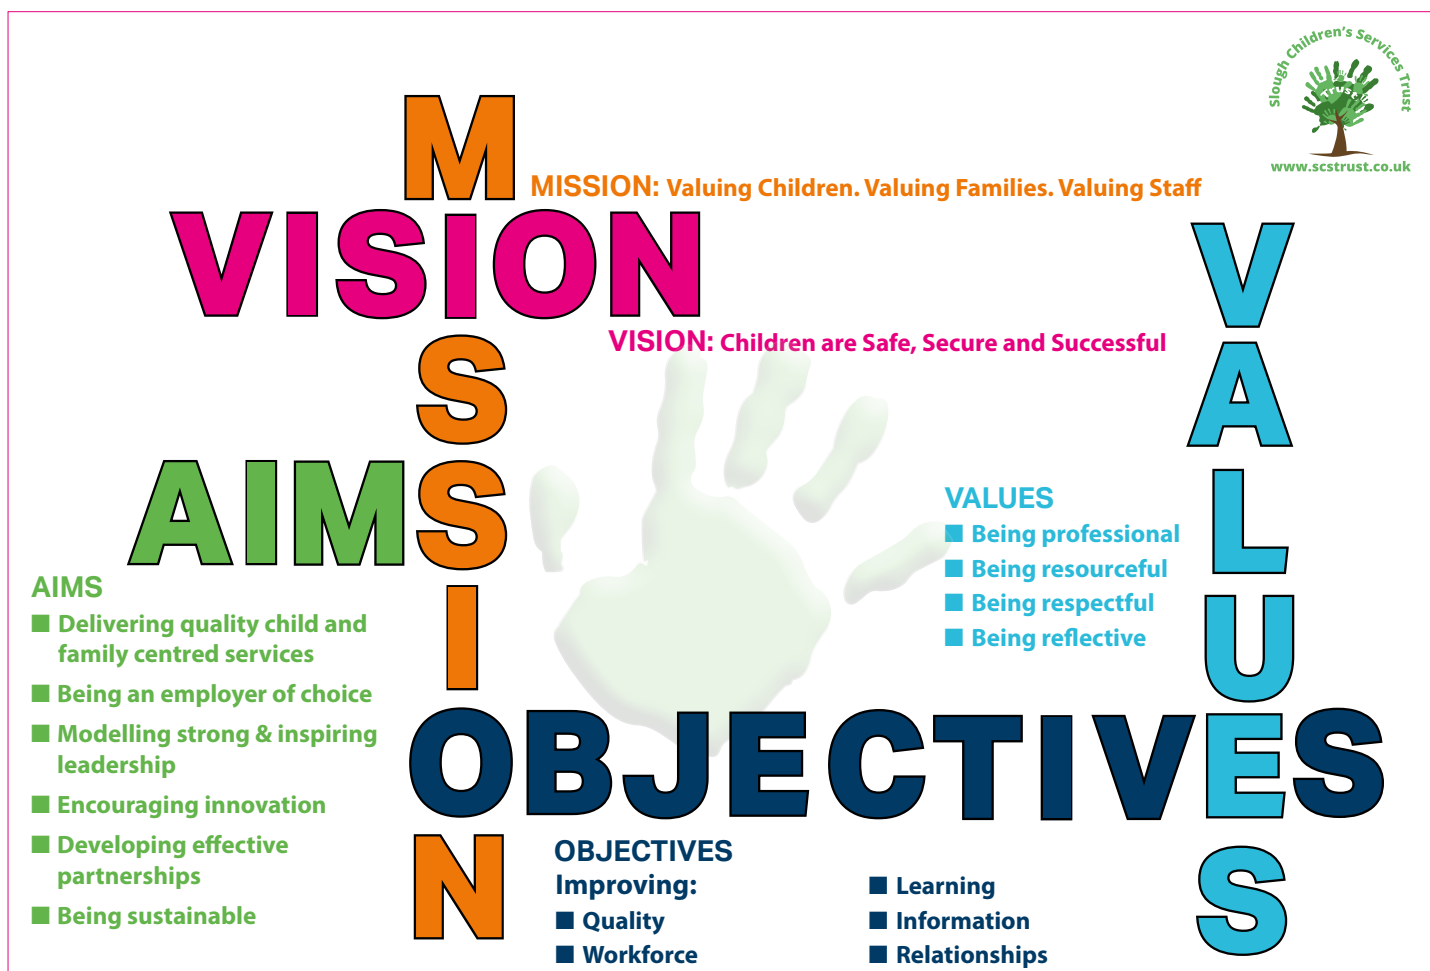 Slough Children's Services Trust
Trust
www.scstrust.co.uk
MISSION
MISSION: Valuing Children. Valuing Families. Valuing Staff
VISION
VISION: Children are Safe, Secure and Successful
VALUES
AIMS
VALUES
■ Being professional
■ Being resourceful
■ Being respectful
■ Being reflective
AIMS
■ Delivering quality child and
family centred services
■ Being an employer of choice
■ Modelling strong & inspiring
leadership
■ Encouraging innovation
■ Developing effective
partnerships
■ Being sustainable
OBJECTIVES
OBJECTIVES
Improving:
■ Quality
■ Workforce
■ Learning
■ Information
■ Relationships